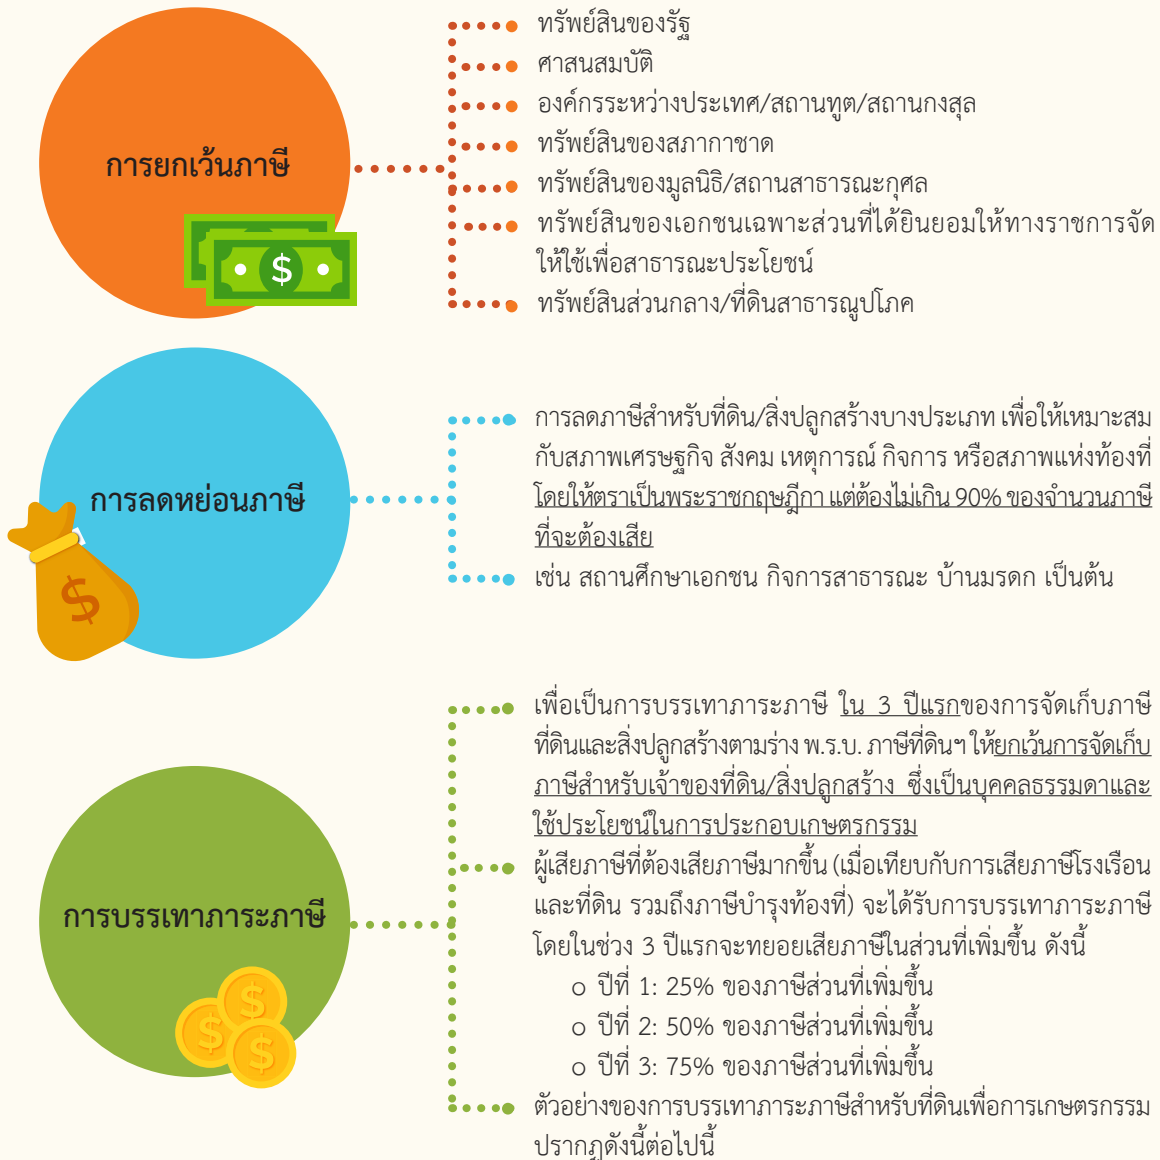 การยกเว้นภาษี
$
ทรัพย์สินของรัฐ
ศาสนสมบัติ
องค์กรระหว่างประเทศ/สถานทูต/สถานกงสุล
ทรัพย์สินของสภากาชาด
ทรัพย์สินของมูลนิธิ/สถานสาธารณะกุศล
ทรัพย์สินของเอกชนเฉพาะส่วนที่ได้ยินยอมให้ทางราชการจัด
ให้ใช้เพื่อสาธารณะประโยชน์
ทรัพย์สินส่วนกลาง/ที่ดินสาธารณูปโภค
การลดหย่อนภาษี
$
การลดภาษีสำหรับที่ดิน/สิ่งปลูกสร้างบางประเภท เพื่อให้เหมาะสม
กับสภาพเศรษฐกิจ สังคม เหตุการณ์ กิจการ หรือสภาพแห่งท้องที่
โดยให้ตราเป็นพระราชกฤษฎีกา แต่ต้องไม่เกิน 90% ของจำนวนภาษี
ที่จะต้องเสีย
เช่น สถานศึกษาเอกชน กิจการสาธารณะ บ้านมรดก เป็นต้น
การบรรเทาภาระภาษี
$
$
$
เพื่อเป็นการบรรเทาภาระภาษี ใน 3 ปีแรกของการจัดเก็บภาษี
ที่ดินและสิ่งปลูกสร้างตามร่าง พ.ร.บ. ภาษีที่ดินฯ ให้ยกเว้นการจัดเก็บ
ภาษีสำหรับเจ้าของที่ดิน/สิ่งปลูกสร้าง ซึ่งเป็นบุคคลธรรมดาและ
ใช้ประโยชน์ในการประกอบเกษตรกรรม
ผู้เสียภาษีที่ต้องเสียภาษีมากขึ้น (เมื่อเทียบกับการเสียภาษีโรงเรือน
และที่ดิน รวมถึงภาษีบำรุงท้องที่) จะได้รับการบรรเทาภาระภาษี
โดยในช่วง 3 ปีแรกจะทยอยเสียภาษีในส่วนที่เพิ่มขึ้น ดังนี้
o ปีที่ 1: 25% ของภาษีส่วนที่เพิ่มขึ้น
o ปีที่ 2: 50% ของภาษีส่วนที่เพิ่มขึ้น
o ปีที่ 3: 75% ของภาษีส่วนที่เพิ่มขึ้น
ตัวอย่างของการบรรเทาภาระภาษีสำหรับที่ดินเพื่อการเกษตรกรรม
ปรากฏดังนี้ต่อไปนี้